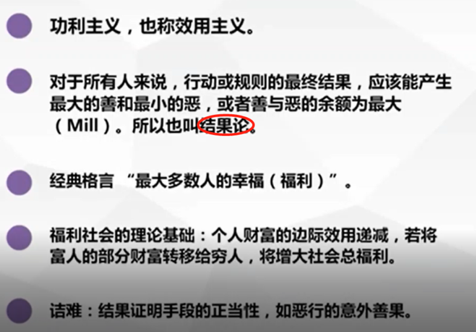 功利主义，也称效用主义。
对于所有人来说，行动或规则的最终结果，应该能产生
最大的善和最小的恶，或者善与恶的余额为最大
（Mill）。所以也叫结果论。
经典格言 “最大多数人的幸福（福利）”。
福利社会的理论基础：个人财富的边际效用递减，若将
富人的部分财富转移给穷人，将增大社会总福利。
诘难：结果证明手段的正当性，如恶行的意外善果。